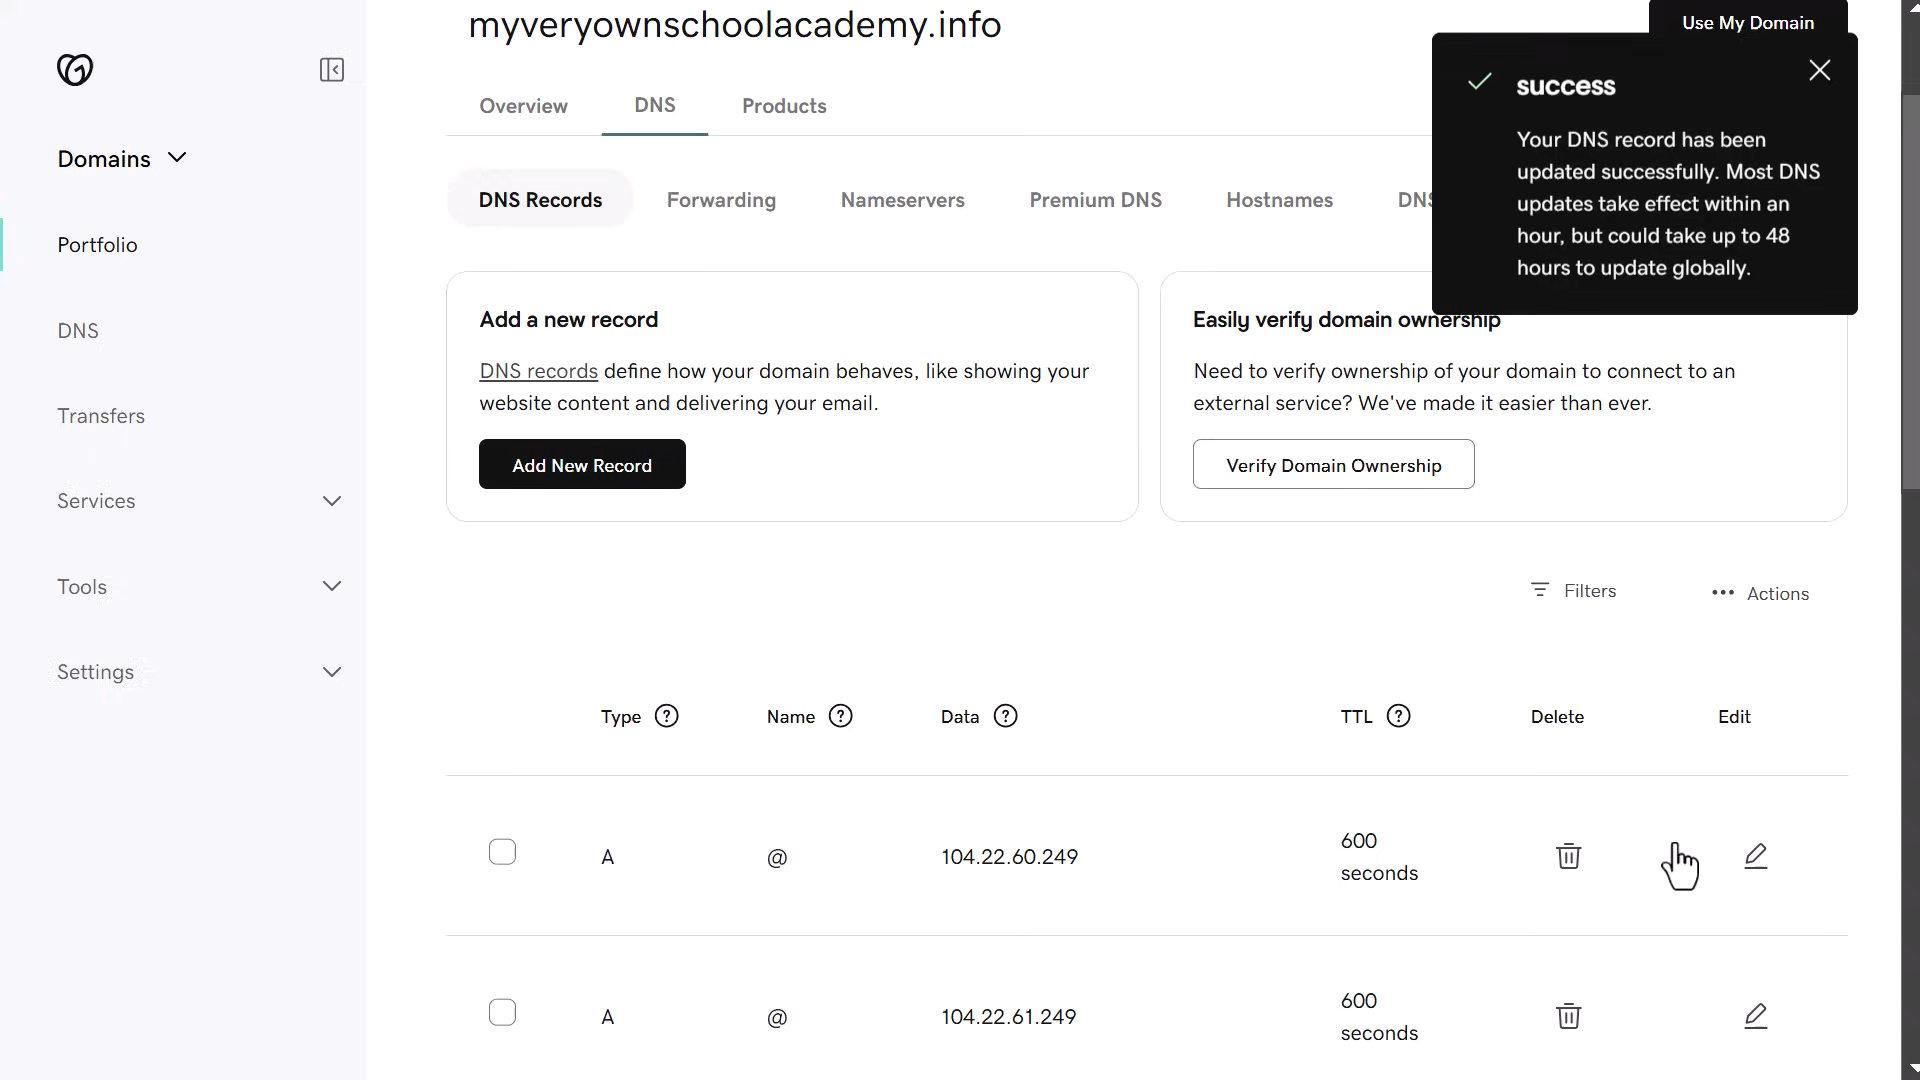 myveryownschoolacademy.info
Use My Domain
success
Your DNS record has been
updated successfully. Most DNS
updates take effect within an
hour, but could take up to 48
hours to update globally.
Domains
Portfolio
DNS
Transfers
Services
Tools
Settings
Overview
DNS
Products
DNS Records
Forwarding
Nameservers
Premium DNS
Hostnames
DNS
Add a new record
DNS records define how your domain behaves, like showing your
website content and delivering your email.
Add New Record
Easily verify domain ownership
Need to verify ownership of your domain to connect to an
external service? We've made it easier than ever.
Verify Domain Ownership
Filters
••• Actions
Type ?
Name ?
Data ?
TTL ?
Delete
Edit
A
@
104.22.60.249
600
seconds
A
@
104.22.61.249
600
seconds